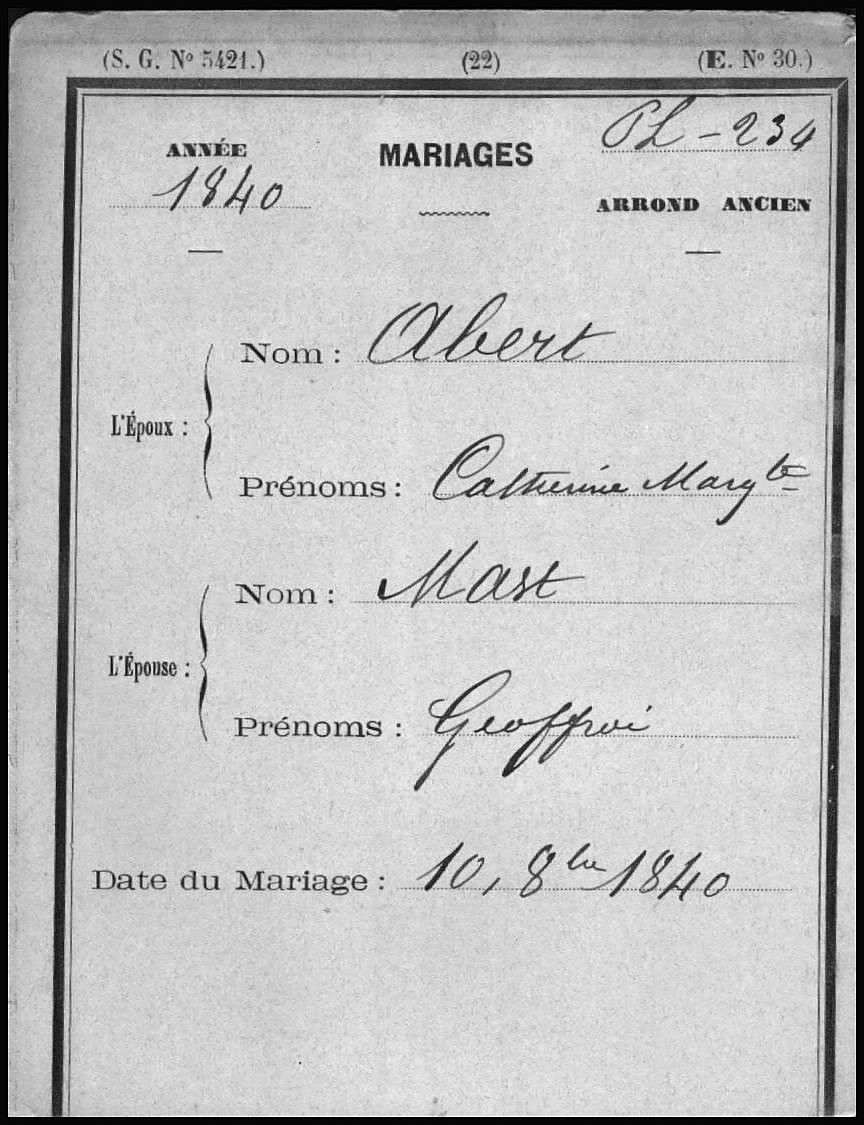 (S. G. Nº 5421.) (22) (E. Nº 30.)
PL - 234
ANNÉE MARIAGES
1840
ARROND ANCIEN
Nom : Abert
L'Époux :
Prénoms : Catherine Margte
Nom : Mast
L'Épouse :
Prénoms : Geoffroi
Date du Mariage : 10, 8bre 1840